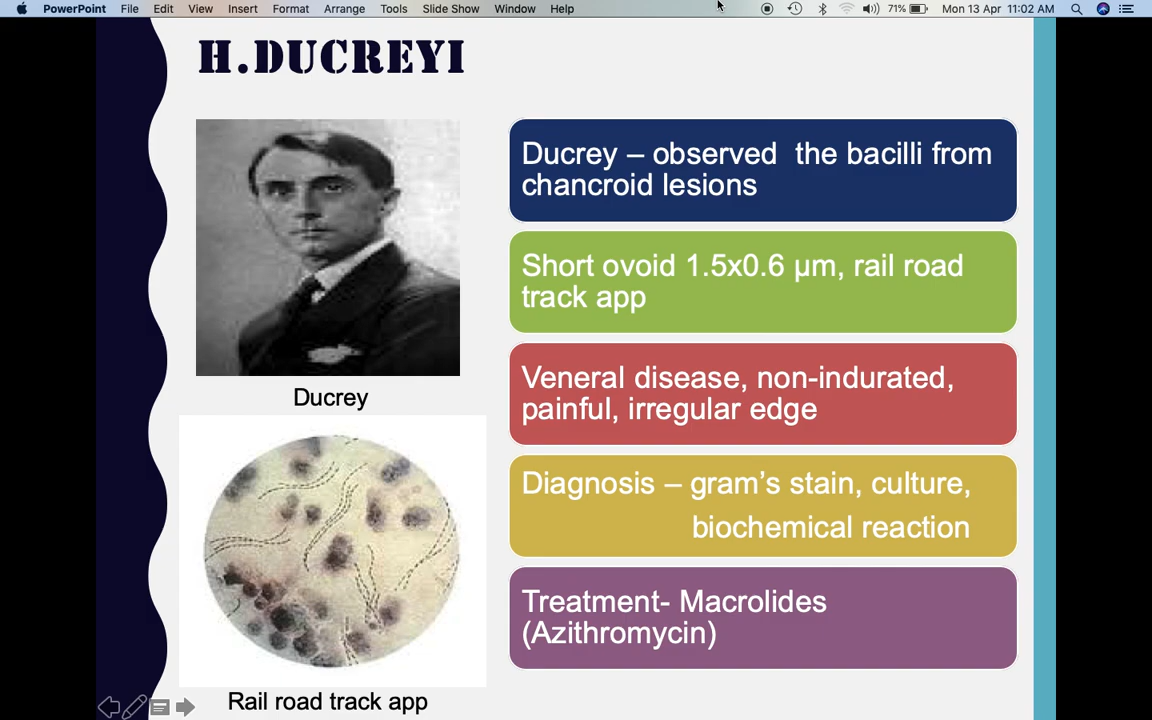 PowerPoint File Edit View Insert Format Arrange Tools Slide Show Window Help 71% Mon 13 Apr 11:02 AM
H.DUCREYI
Ducrey – observed the bacilli from
chancroid lesions
Short ovoid 1.5x0.6 µm, rail road
track app
Veneral disease, non-indurated,
painful, irregular edge
Diagnosis – gram's stain, culture,
biochemical reaction
Treatment- Macrolides
(Azithromycin)
Ducrey
Rail road track app